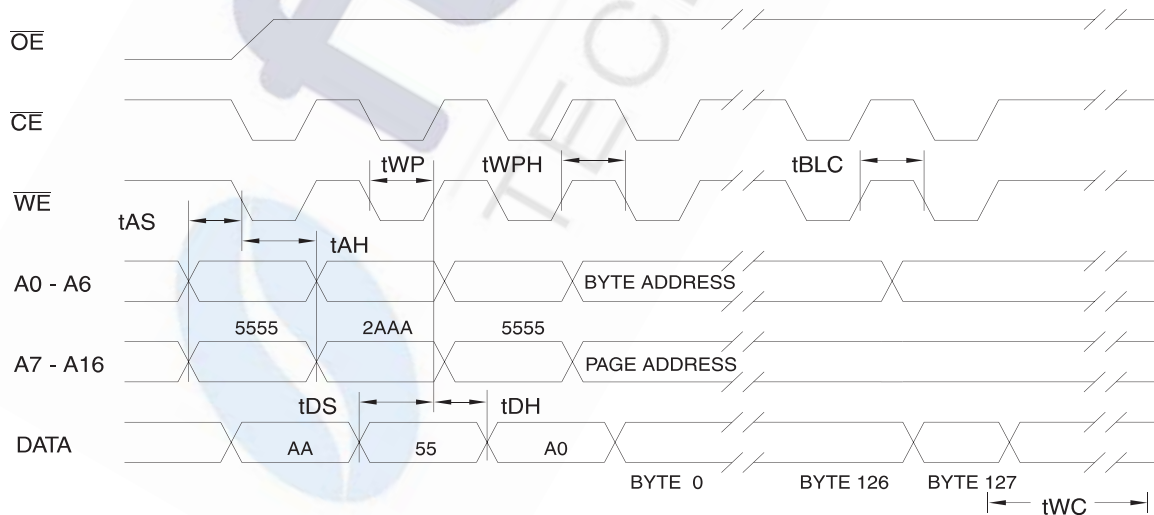 OE
CE
tWP tWPH tBLC
WE
tAS
tAH
A0 - A6 BYTE ADDRESS
5555 2AAA 5555
A7 - A16 PAGE ADDRESS
tDS tDH
DATA AA 55 A0
BYTE 0 BYTE 126 BYTE 127
tWC